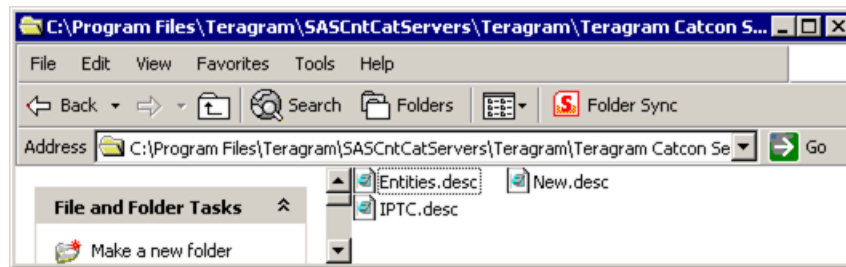 C:\Program Files\Teragram\SASCntCatServers\Teragram\Teragram Catcon S...
File Edit View Favorites Tools Help
Back Search Folders Folder Sync
Address C:\Program Files\Teragram\SASCntCatServers\Teragram\Teragram Catcon Se Go
Entities.desc New.desc
File and Folder Tasks IPTC.desc
Make a new folder